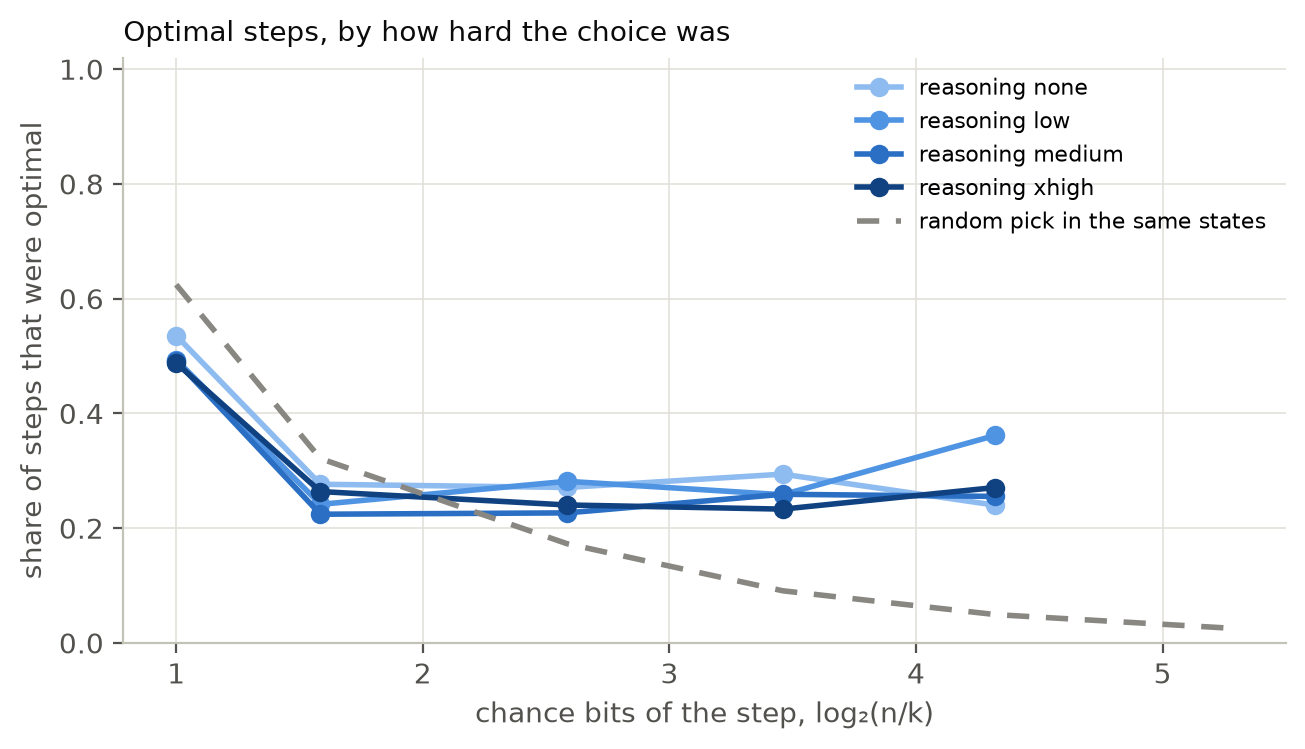 Optimal steps, by how hard the choice was
share of steps that were optimal
1.0
0.8
0.6
0.4
0.2
0.0
reasoning none
reasoning low
reasoning medium
reasoning xhigh
random pick in the same states
1
2
3
4
5
chance bits of the step, log₂(n/k)